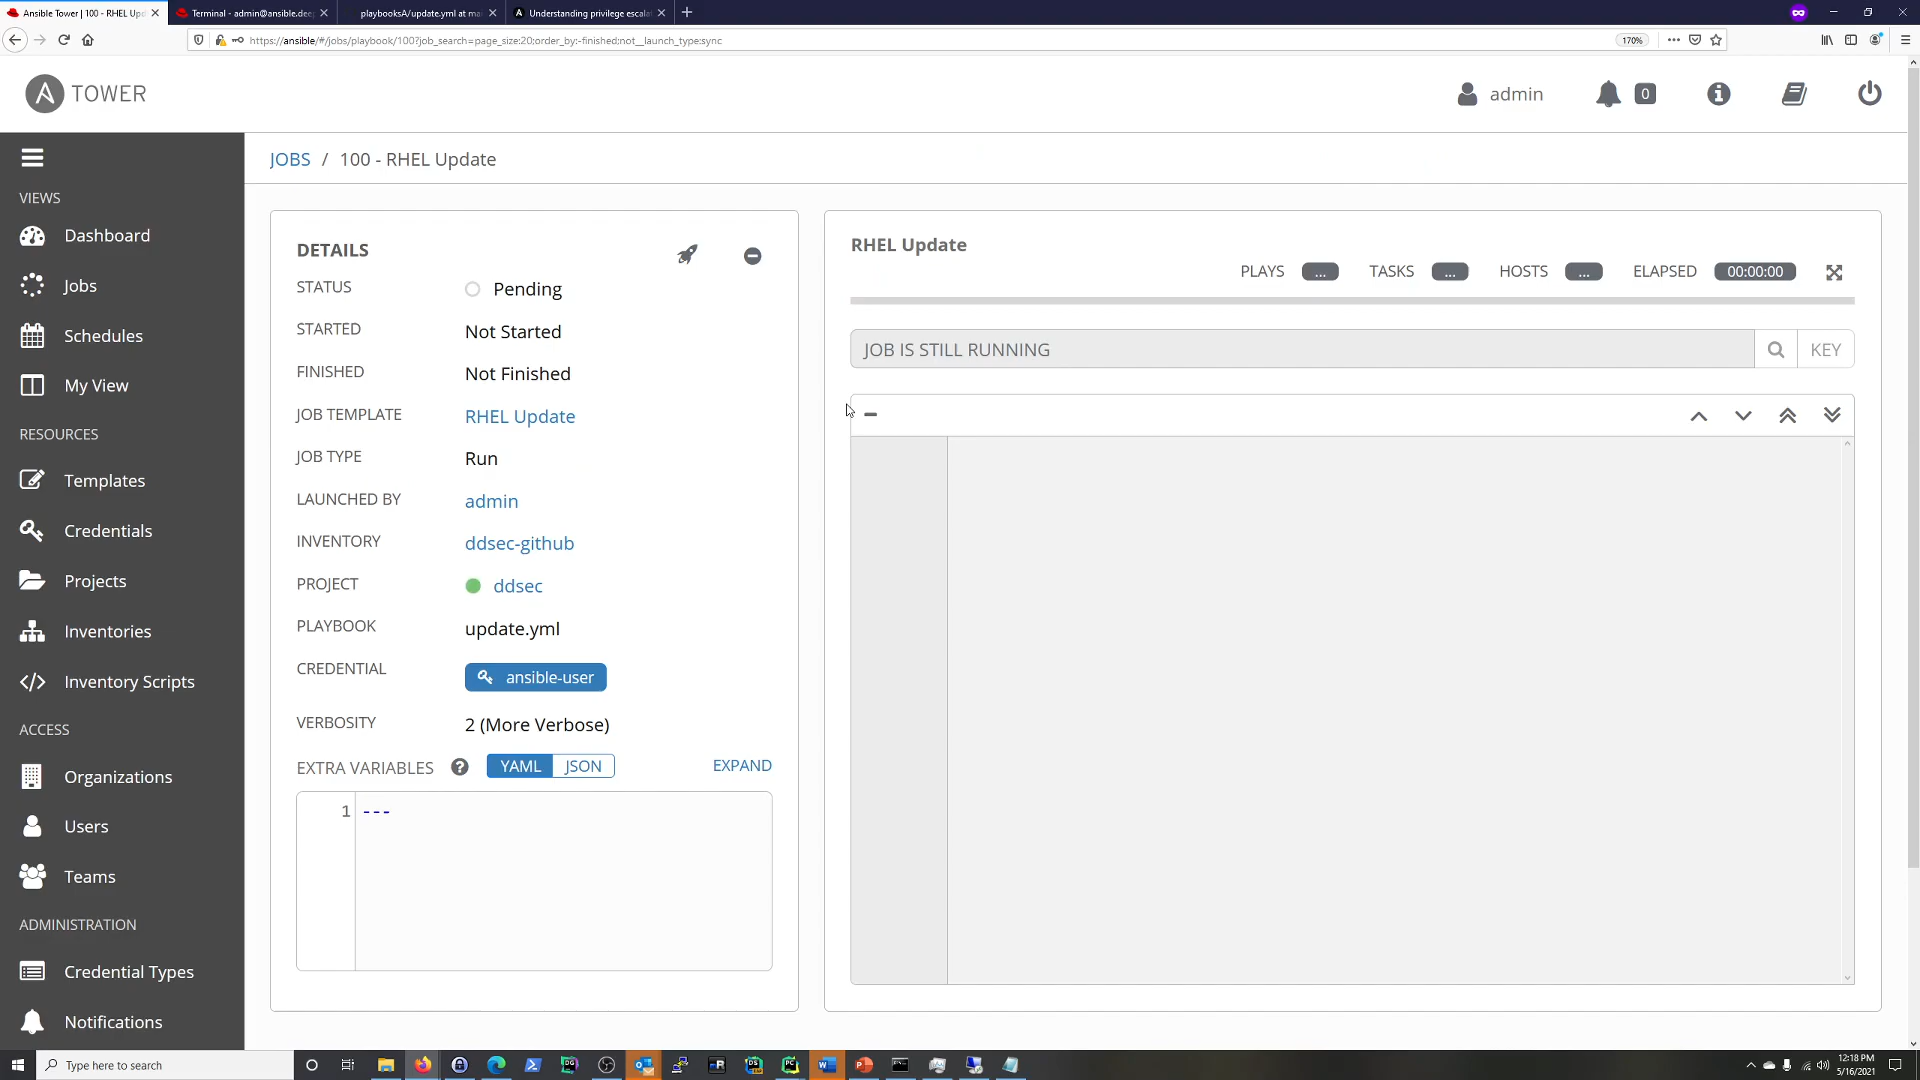 Ansible Tower | 100 - RHEL Upd
Terminal - admin@ansible.dee
playbooksA/update.yml at ma
Understanding privilege escala
https://ansible/#/jobs/playbook/100?job_search=page_size:20;order_by:-finished;not__launch_type:sync
170%
TOWER
admin
0
VIEWS
Dashboard
Jobs
Schedules
My View
RESOURCES
Templates
Credentials
Projects
Inventories
Inventory Scripts
ACCESS
Organizations
Users
Teams
ADMINISTRATION
Credential Types
Notifications
JOBS / 100 - RHEL Update
DETAILS
STATUS Pending
STARTED Not Started
FINISHED Not Finished
JOB TEMPLATE RHEL Update
JOB TYPE Run
LAUNCHED BY admin
INVENTORY ddsec-github
PROJECT ddsec
PLAYBOOK update.yml
CREDENTIAL ansible-user
VERBOSITY 2 (More Verbose)
EXTRA VARIABLES ? YAML JSON EXPAND
1 ---
RHEL Update
PLAYS ... TASKS ... HOSTS ... ELAPSED 00:00:00
JOB IS STILL RUNNING
KEY
Type here to search
12:18 PM
5/16/2021